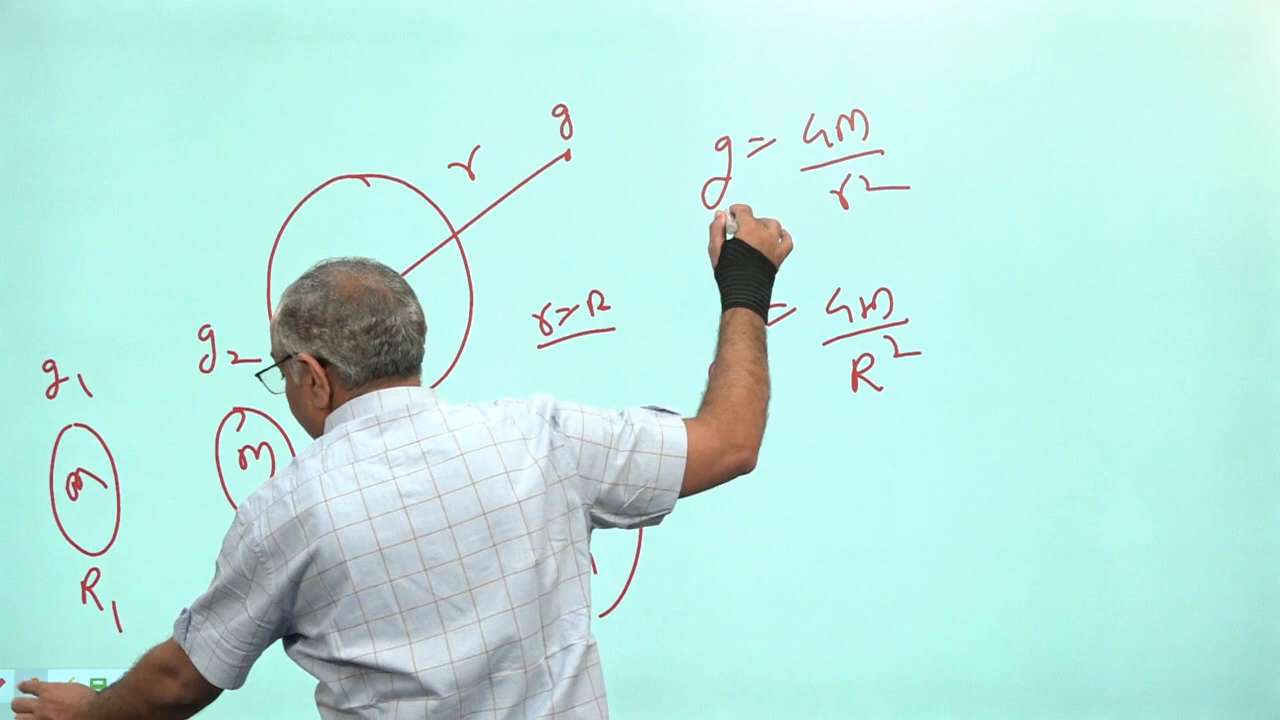 g
r
g = GM / r²
r > R
= GM / R²
g₂
g₁
m
m
R₁